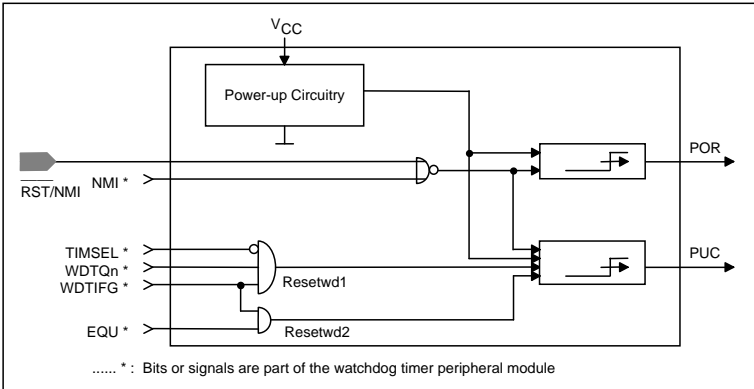 VCC
Power-up Circuitry
POR
RST/NMI
NMI *
TIMSEL *
WDTQn *
WDTIFG *
Resetwd1
PUC
EQU *
Resetwd2
...... * : Bits or signals are part of the watchdog timer peripheral module